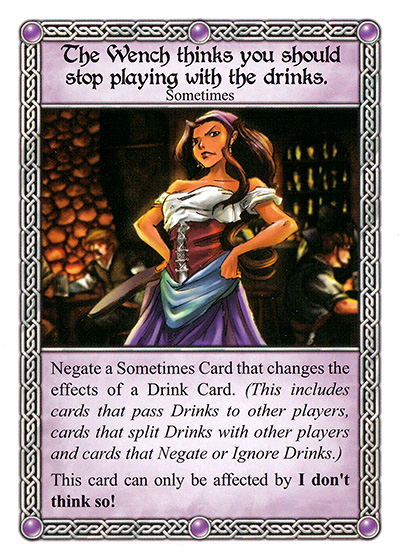 The Wench thinks you should
stop playing with the drinks.
Sometimes
Negate a Sometimes Card that changes the
effects of a Drink Card. (This includes
cards that pass Drinks to other players,
cards that split Drinks with other players
and cards that Negate or Ignore Drinks.)
This card can only be affected by I don't
think so!